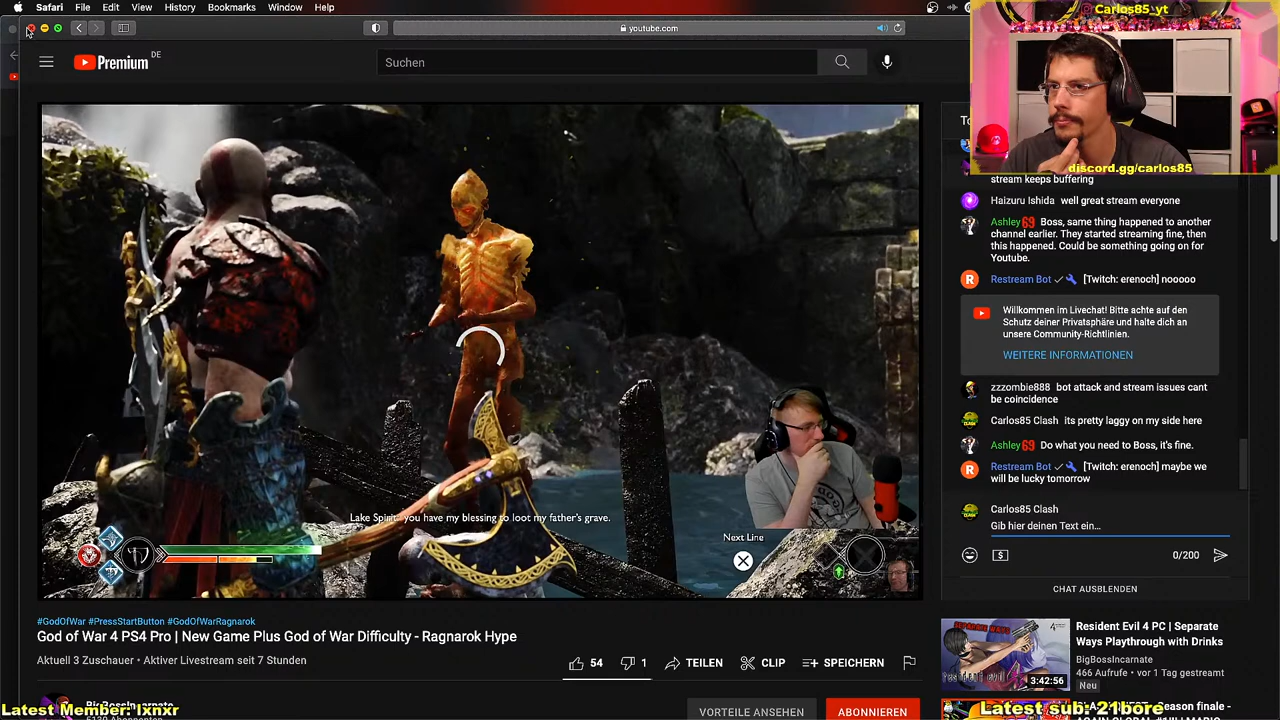 Safari File Edit View History Bookmarks Window Help
Carlos85_yt
youtube.com
Premium DE
Suchen
discord.gg/carlos85
stream keeps buffering
Haizuru Ishida well great stream everyone
Ashley69 Boss, same thing happened to another
channel earlier. They started streaming fine, then
this happened. Could be something going on for
Youtube.
Restream Bot [Twitch: erenoch] nooooo
Willkommen im Livechat! Bitte achte auf den
Schutz deiner Privatsphäre und halte dich an
unsere Community-Richtlinien.
WEITERE INFORMATIONEN
zzzombie888 bot attack and stream issues cant
be coincidence
Carlos85 Clash its pretty laggy on my side here
Ashley69 Do what you need to Boss, it's fine.
Restream Bot [Twitch: erenoch] maybe we
will be lucky tomorrow
Carlos85 Clash
Gib hier deinen Text ein...
0/200
CHAT AUSBLENDEN
Lake Spirit: you have my blessing to loot my father's grave.
Next Line
#GodOfWar #PressStartButton #GodOfWarRagnarok
God of War 4 PS4 Pro | New Game Plus God of War Difficulty - Ragnarok Hype
Aktuell 3 Zuschauer • Aktiver Livestream seit 7 Stunden
54 1 TEILEN CLIP SPEICHERN
Resident Evil 4 PC | Separate
Ways Playthrough with Drinks
BigBossIncarnate
466 Aufrufe • vor 1 Tag gestreamt
Neu
3:42:56
BigBossIncarnate
VORTEILE ANSEHEN
ABONNIEREN
Latest Member: lxnxr
Latest sub: 21bore